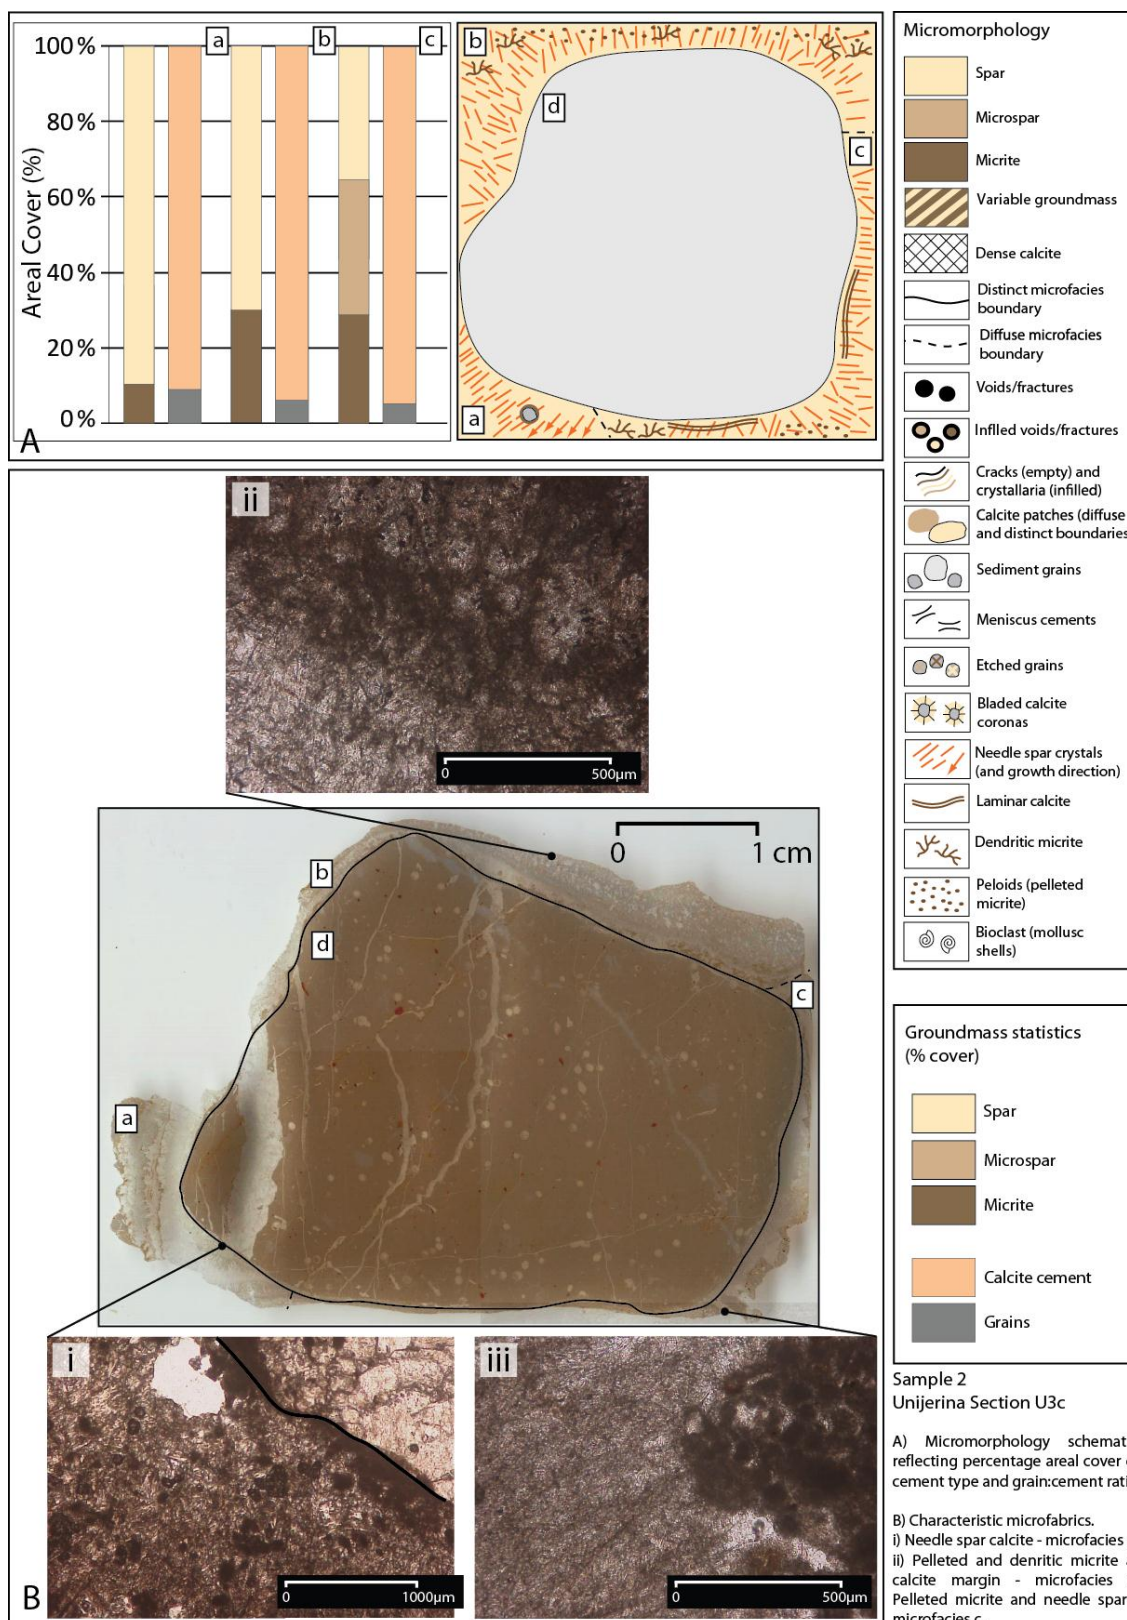 100 %
80 %
60 %
40 %
20 %
0 %
Areal Cover (%)
a
b
c
A
b
d
c
a
Micromorphology
Spar
Microspar
Micrite
Variable groundmass
Dense calcite
Distinct microfacies
boundary
Diffuse microfacies
boundary
Voids/fractures
Inflled voids/fractures
Cracks (empty) and
crystallaria (infilled)
Calcite patches (diffuse
and distinct boundaries
Sediment grains
Meniscus cements
Etched grains
Bladed calcite
coronas
Needle spar crystals
(and growth direction)
Laminar calcite
Dendritic micrite
Peloids (pelleted
micrite)
Bioclast (mollusc
shells)
ii
0 500µm
0 1 cm
b
d
c
a
i
0 1000µm
iii
0 500µm
B
Groundmass statistics
(% cover)
Spar
Microspar
Micrite
Calcite cement
Grains
Sample 2
Unijerina Section U3c
A) Micromorphology schemat
reflecting percentage areal cover
cement type and grain:cement rati
B) Characteristic microfabrics.
i) Needle spar calcite - microfacies
ii) Pelleted and denritic micrite
calcite margin - microfacies
Pelleted micrite and needle spar
microfacies c